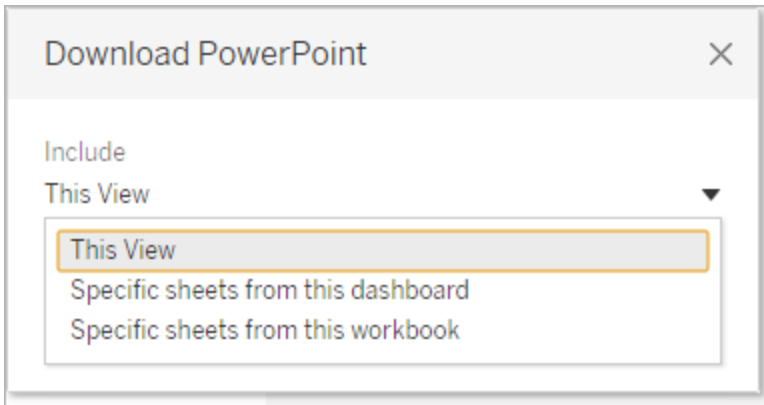 Download PowerPoint
Include
This View
This View
Specific sheets from this dashboard
Specific sheets from this workbook